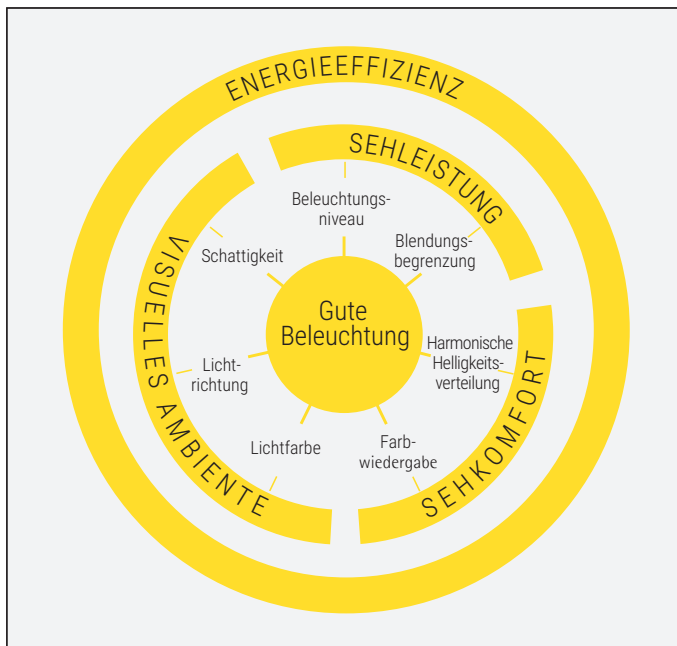 ENERGIEEFFIZIENZ
SEHLEISTUNG
Beleuchtungs-
niveau
Blendungs-
begrenzung
Schattigkeit
Gute
Beleuchtung
Harmonische
Helligkeits-
verteilung
Licht-
richtung
Lichtfarbe
Farb-
wiedergabe
VISUELLES AMBIENTE
SEHKOMFORT